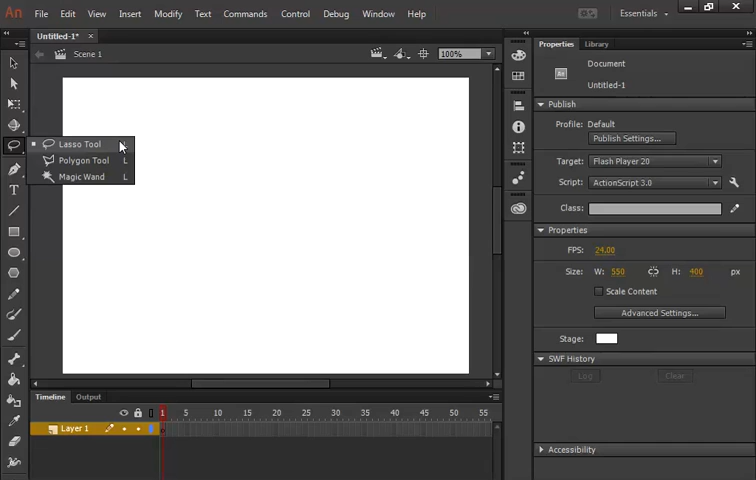 An File Edit View Insert Modify Text Commands Control Debug Window Help Essentials
Untitled-1* ×
Scene 1 100%
Lasso Tool
Polygon Tool L
Magic Wand L
T
Properties Library
Document
Untitled-1
Publish
Profile: Default
Publish Settings...
Target: Flash Player 20
Script: ActionScript 3.0
Class:
Properties
FPS: 24.00
Size: W: 550 H: 400 px
Scale Content
Advanced Settings...
Stage:
SWF History
Log Clear
Accessibility
Timeline Output
1 5 10 15 20 25 30 35 40 45 50 55
Layer 1